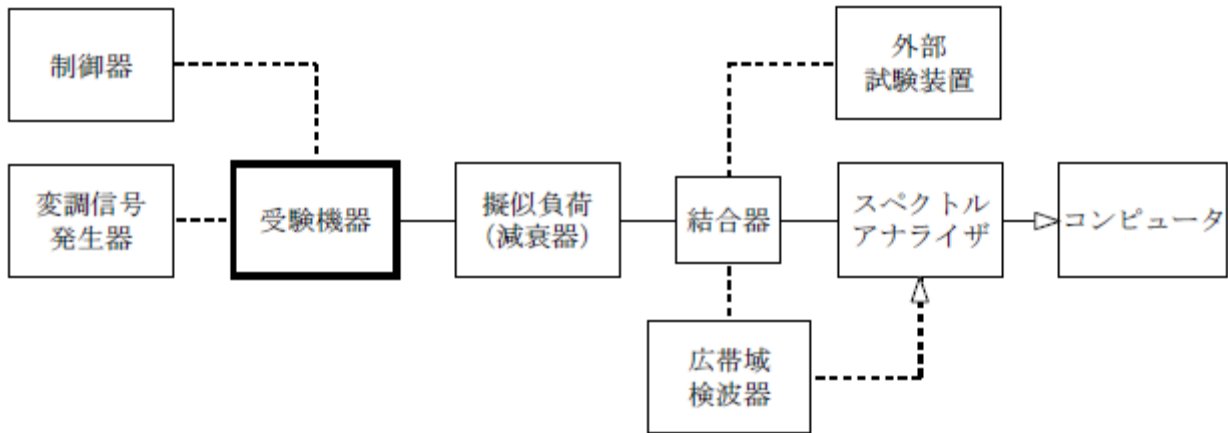 制御器
外部
試験装置
変調信号
発生器
受験機器
擬似負荷
（減衰器）
結合器
スペクトル
アナライザ
コンピュータ
広帯域
検波器